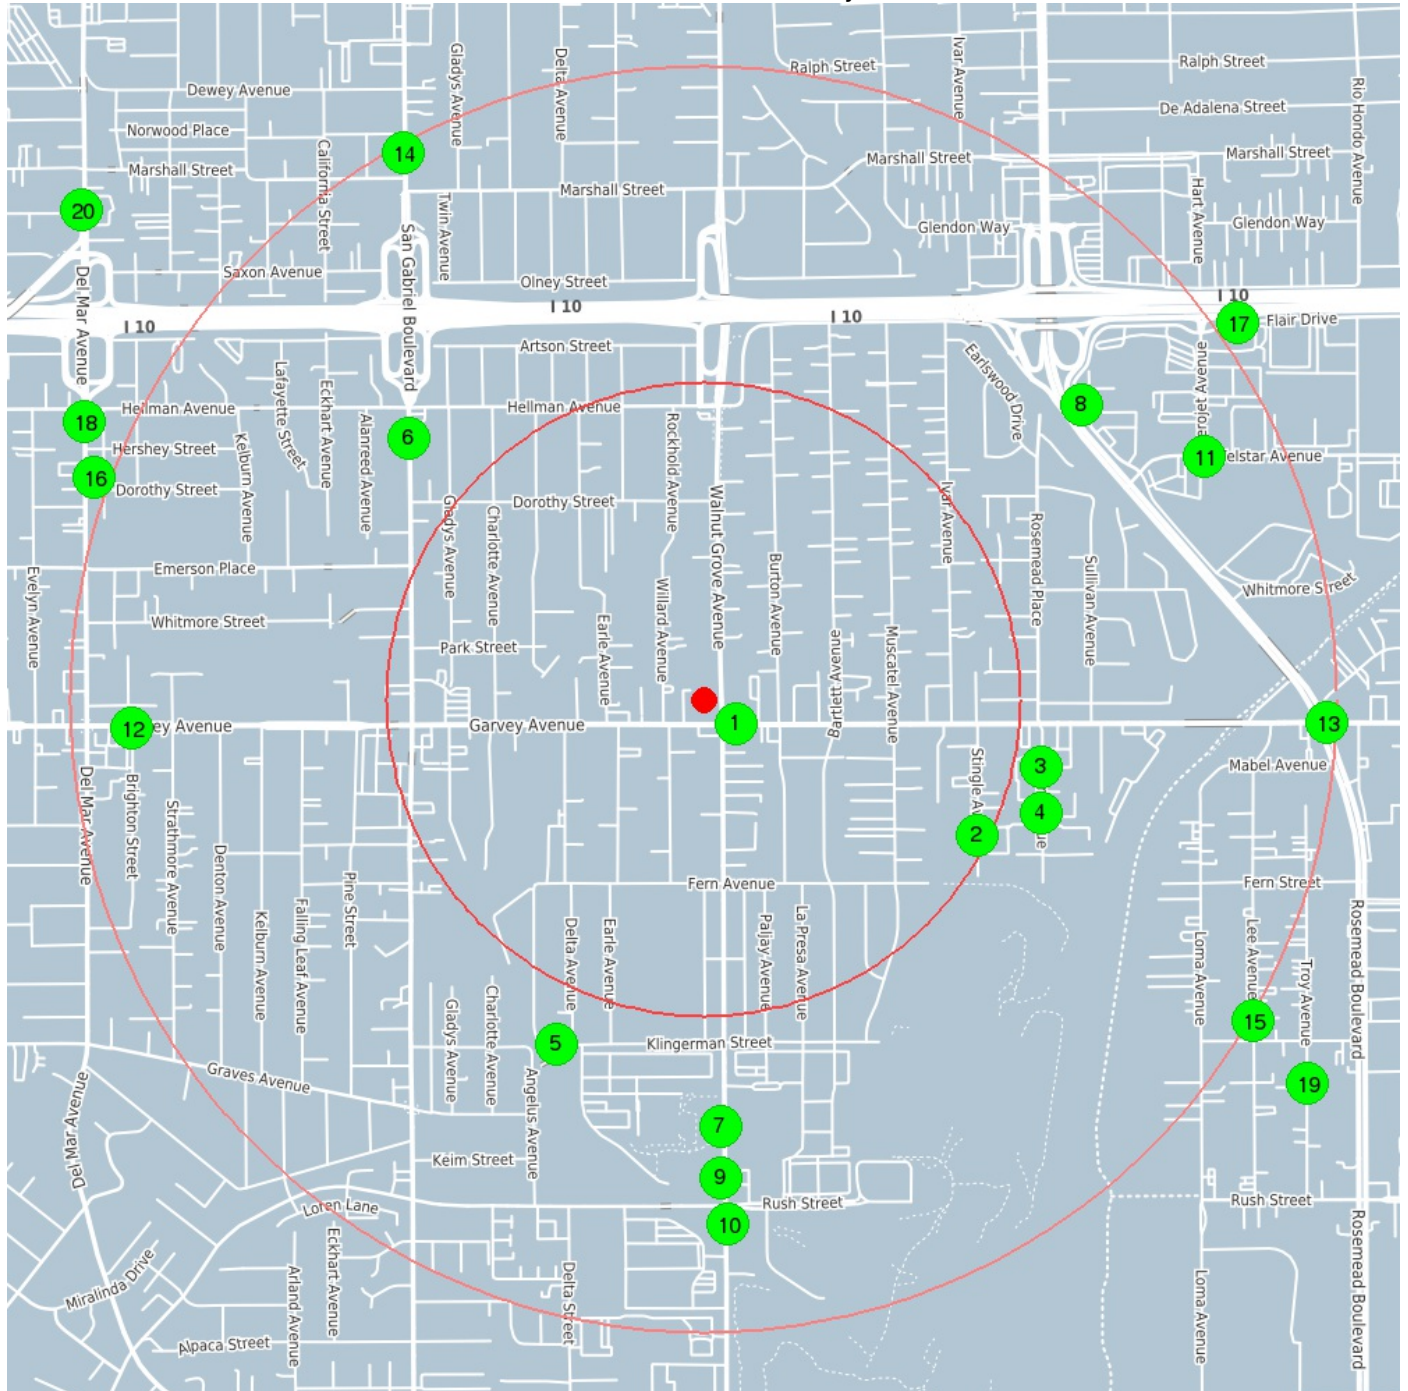 Ralph Street
Ralph Street
Dewey Avenue
De Adalena Street
Norwood Place
Marshall Street
Marshall Street
Marshall Street
Marshall Street
Gladys Avenue
Delta Avenue
Ivar Avenue
Rio Hondo Avenue
California Street
14
20
Twin Avenue
San Gabriel Boulevard
Hart Avenue
Glendon Way
Glendon Way
Saxon Avenue
Olney Street
Del Mar Avenue
I 10
I 10
I 10
I 10
17
Flair Drive
Artson Street
Earlswood Drive
Lafayette Street
Eckhart Avenue
Alanreed Avenue
Hellman Avenue
Hellman Avenue
8
18
6
Rockhold Avenue
Hershey Street
Kelburn Avenue
11
elstar Avenue
16
Dorothy Street
Dorothy Street
Gladys Avenue
Charlotte Avenue
Walnut Grove Avenue
Ivar Avenue
Rosemead Place
Sullivan Avenue
Burton Avenue
Emerson Place
Evelyn Avenue
Whitmore Street
Whitmore Street
Willard Avenue
Earle Avenue
Park Street
Bartlett Avenue
Muscatel Avenue
12
ey Avenue
Garvey Avenue
1
13
Mabel Avenue
Stingle Av
3
4
ue
2
Del Mar Avenue
Brighton Street
Strathmore Avenue
Denton Avenue
Kelburn Avenue
Falling Leaf Avenue
Pine Street
Fern Avenue
Fern Street
Delta Avenue
Earle Avenue
Paljay Avenue
La Presa Avenue
Loma Avenue
Lee Avenue
Troy Avenue
Rosemead Boulevard
15
Gladys Avenue
Charlotte Avenue
5
Klingerman Street
Graves Avenue
Angelus Avenue
19
Del Mar Avenue
7
Keim Street
9
Rush Street
Rush Street
10
Loren Lane
Eckhart Avenue
Miralinda Drive
Arland Avenue
Delta Street
Loma Avenue
Rosemead Boulevard
Alpaca Street